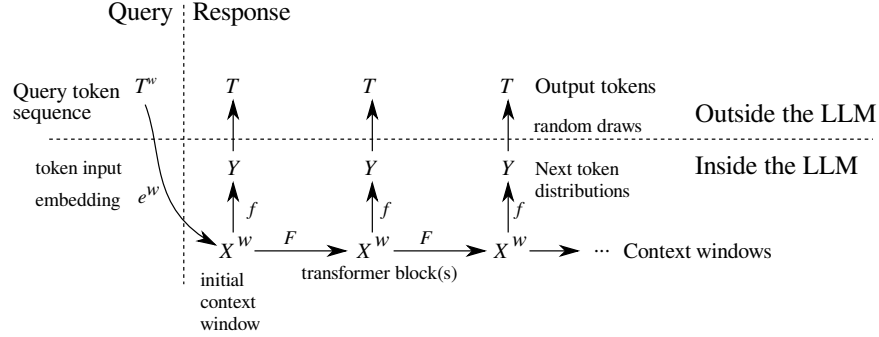 Query Response
Query token sequence
T^w T T T Output tokens
random draws
Outside the LLM
token input embedding
e^w
Y Y Y
Next token distributions
Inside the LLM
f f f
X^w F X^w F X^w ... Context windows
initial context window
transformer block(s)